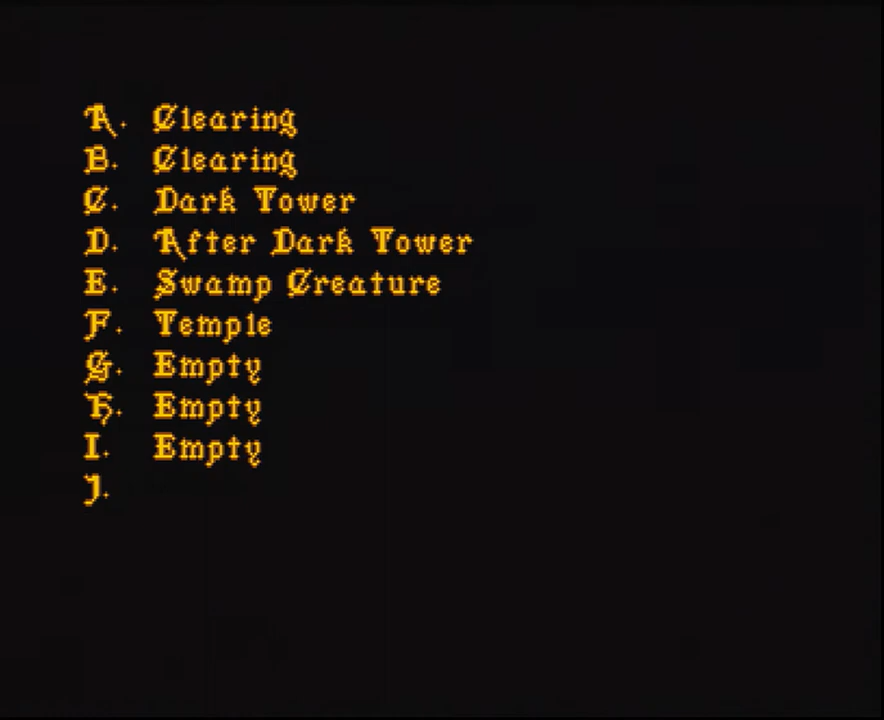 A. Clearing
B. Clearing
C. Dark Tower
D. After Dark Tower
E. Swamp Creature
F. Temple
G. Empty
H. Empty
I. Empty
J.